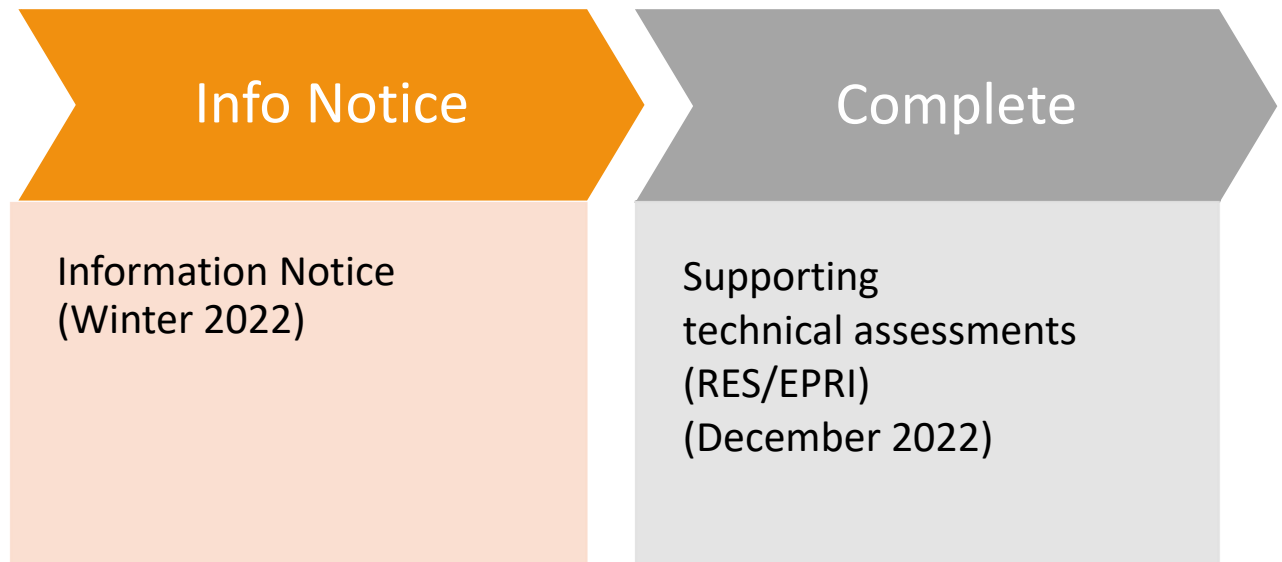 Info Notice
Information Notice
(Winter 2022)
Complete
Supporting
technical assessments
(RES/EPRI)
(December 2022)